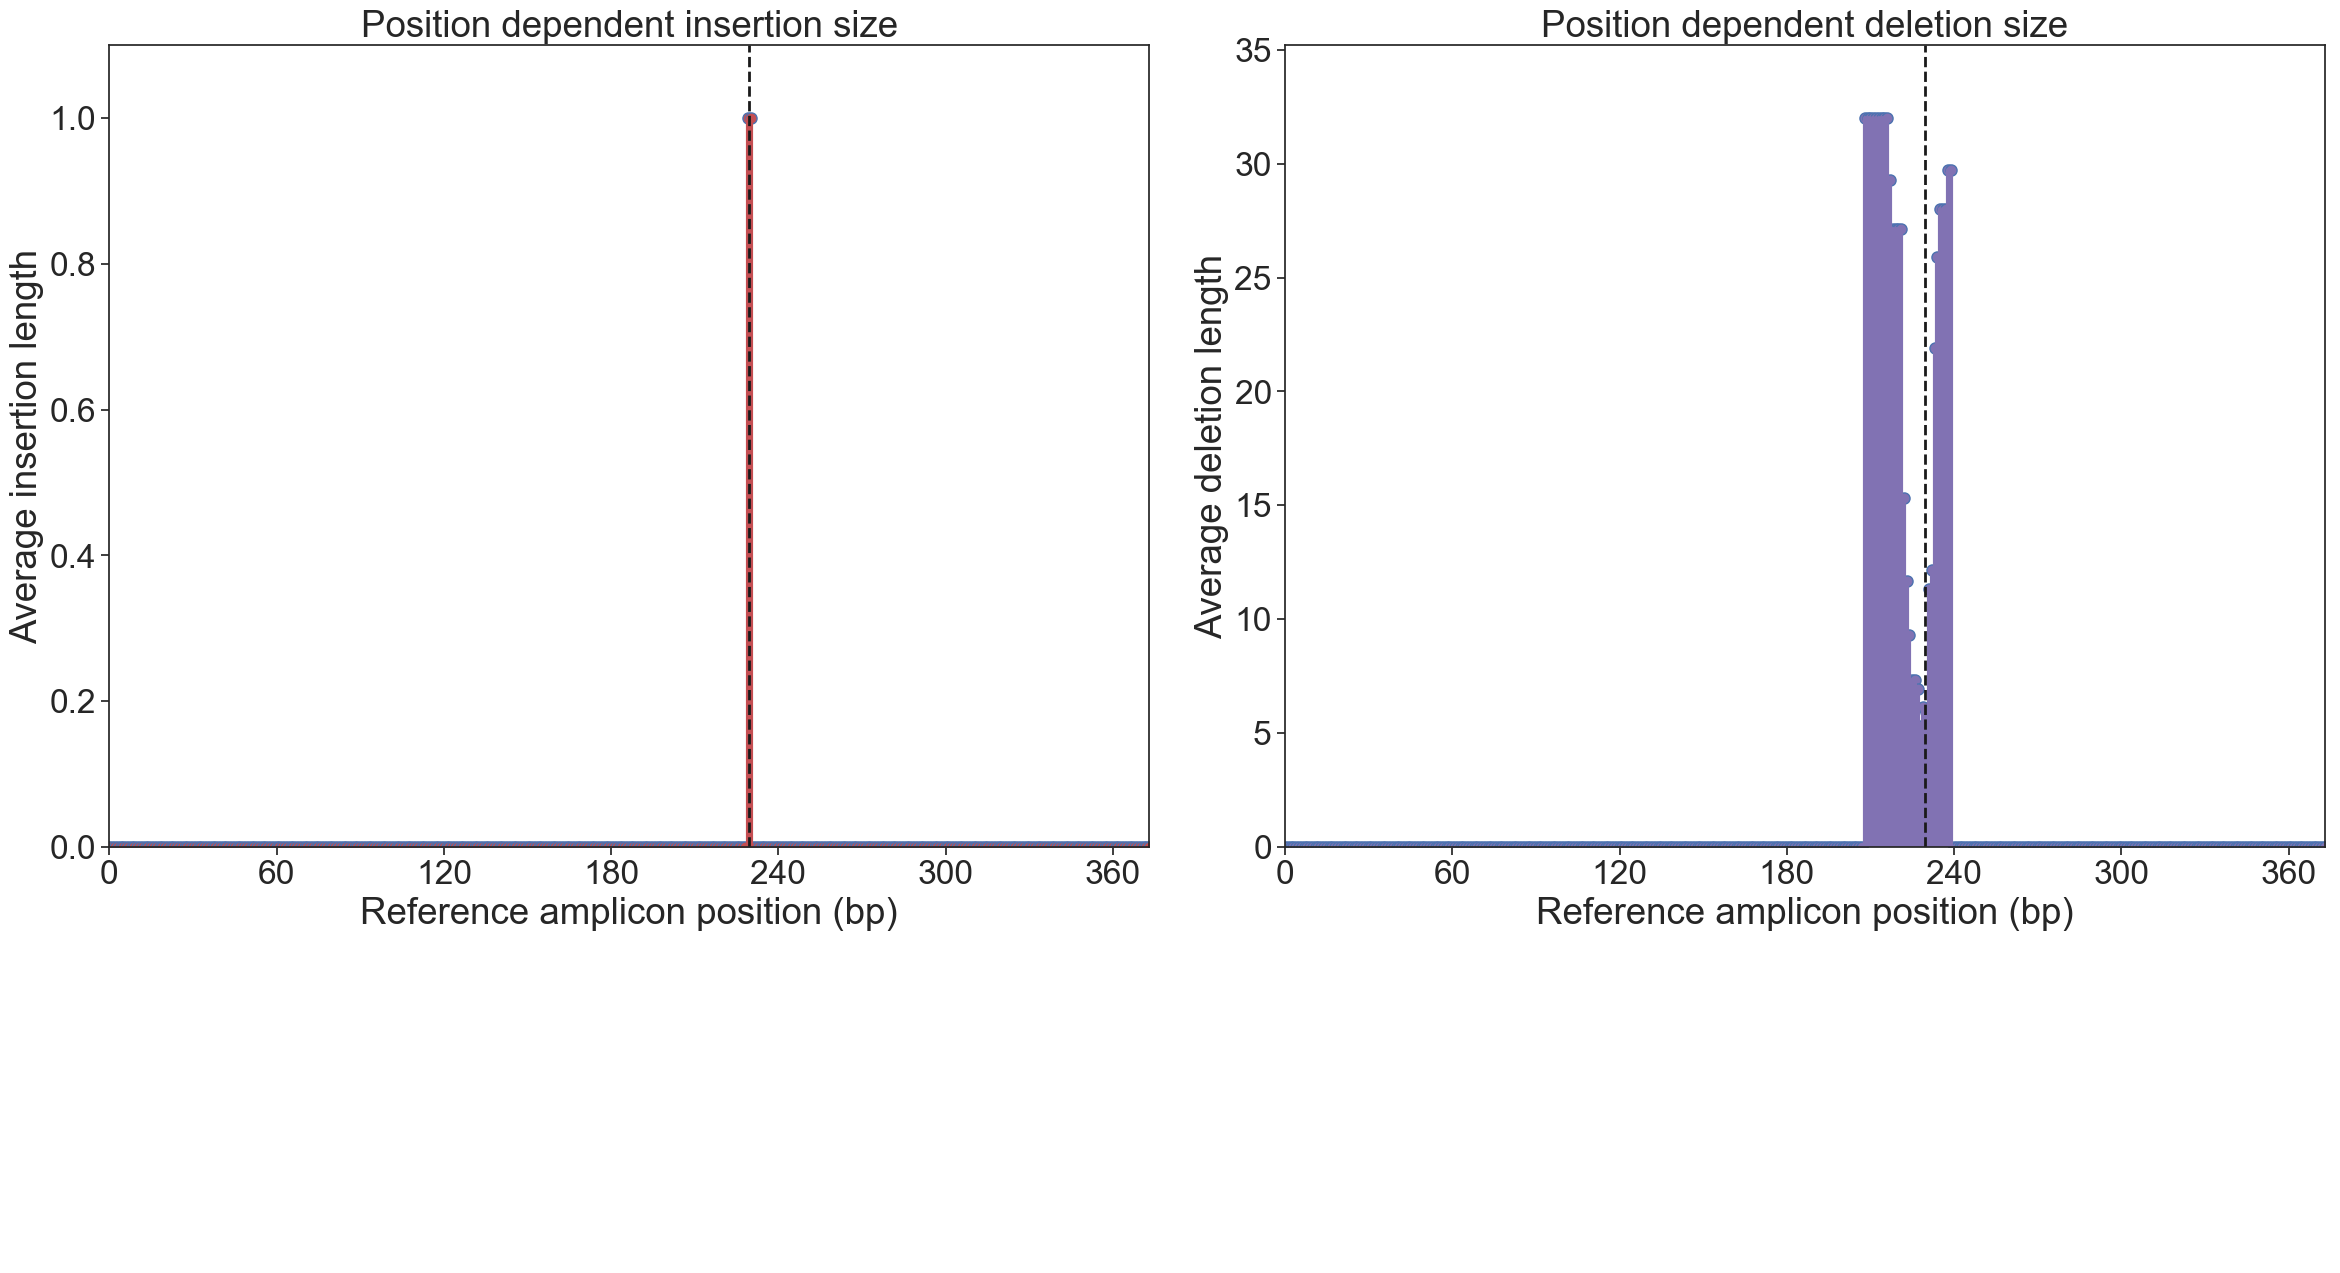 Position dependent insertion size
Average insertion length
1.0
0.8
0.6
0.4
0.2
0.0
0 60 120 180 240 300 360
Reference amplicon position (bp)
Position dependent deletion size
Average deletion length
35
30
25
20
15
10
5
0
0 60 120 180 240 300 360
Reference amplicon position (bp)